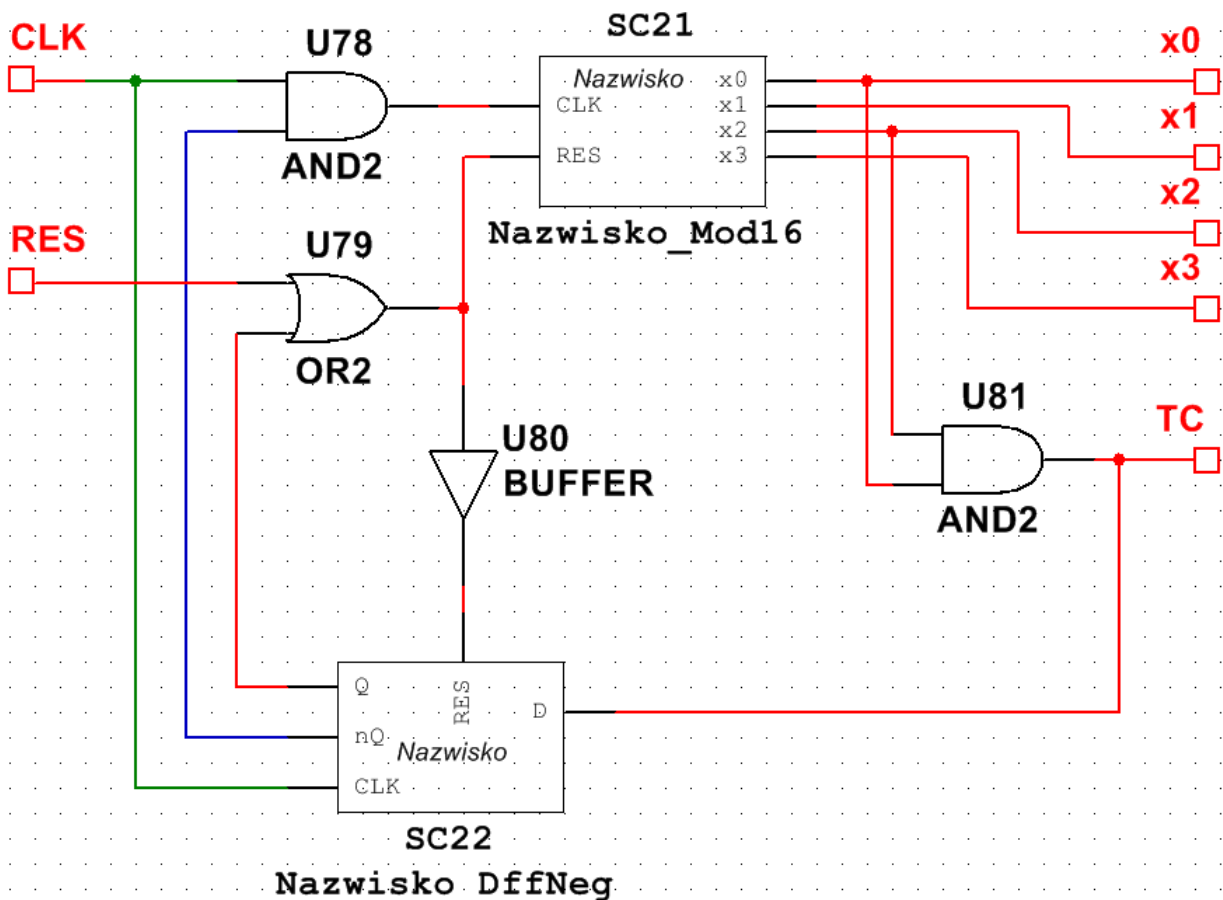 CLK
U78
AND2
SC21
Nazwisko
CLK
RES
x0
x1
x2
x3
Nazwisko_Mod16
x0
x1
x2
x3
RES
U79
OR2
U80
BUFFER
U81
AND2
TC
Q
nQ
CLK
RES
D
Nazwisko
SC22
Nazwisko DffNeg